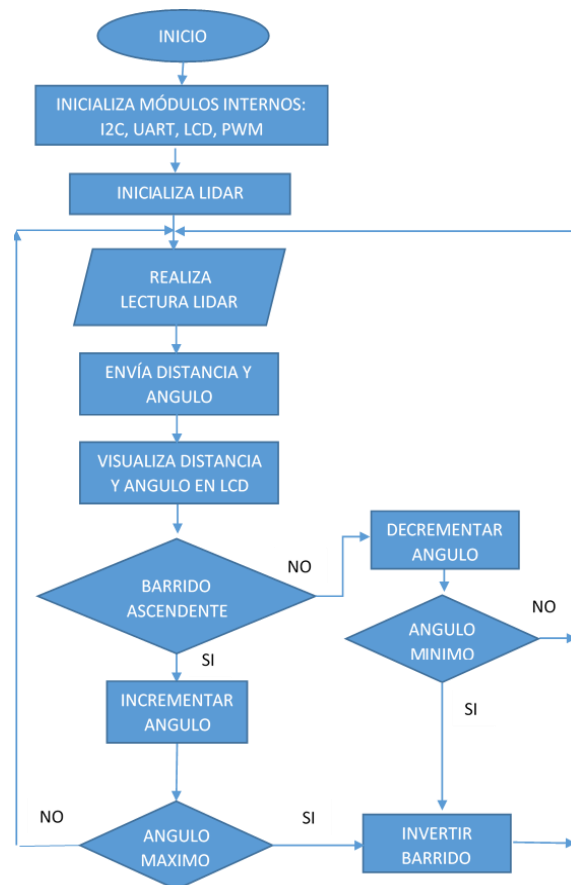 INICIO
INICIALIZA MÓDULOS INTERNOS:
I2C, UART, LCD, PWM
INICIALIZA LIDAR
REALIZA
LECTURA LIDAR
ENVÍA DISTANCIA Y
ANGULO
VISUALIZA DISTANCIA
Y ANGULO EN LCD
BARRIDO
ASCENDENTE
NO
DECREMENTAR
ANGULO
ANGULO
MINIMO
NO
SI
SI
INCREMENTAR
ANGULO
ANGULO
MAXIMO
NO
SI
INVERTIR
BARRIDO